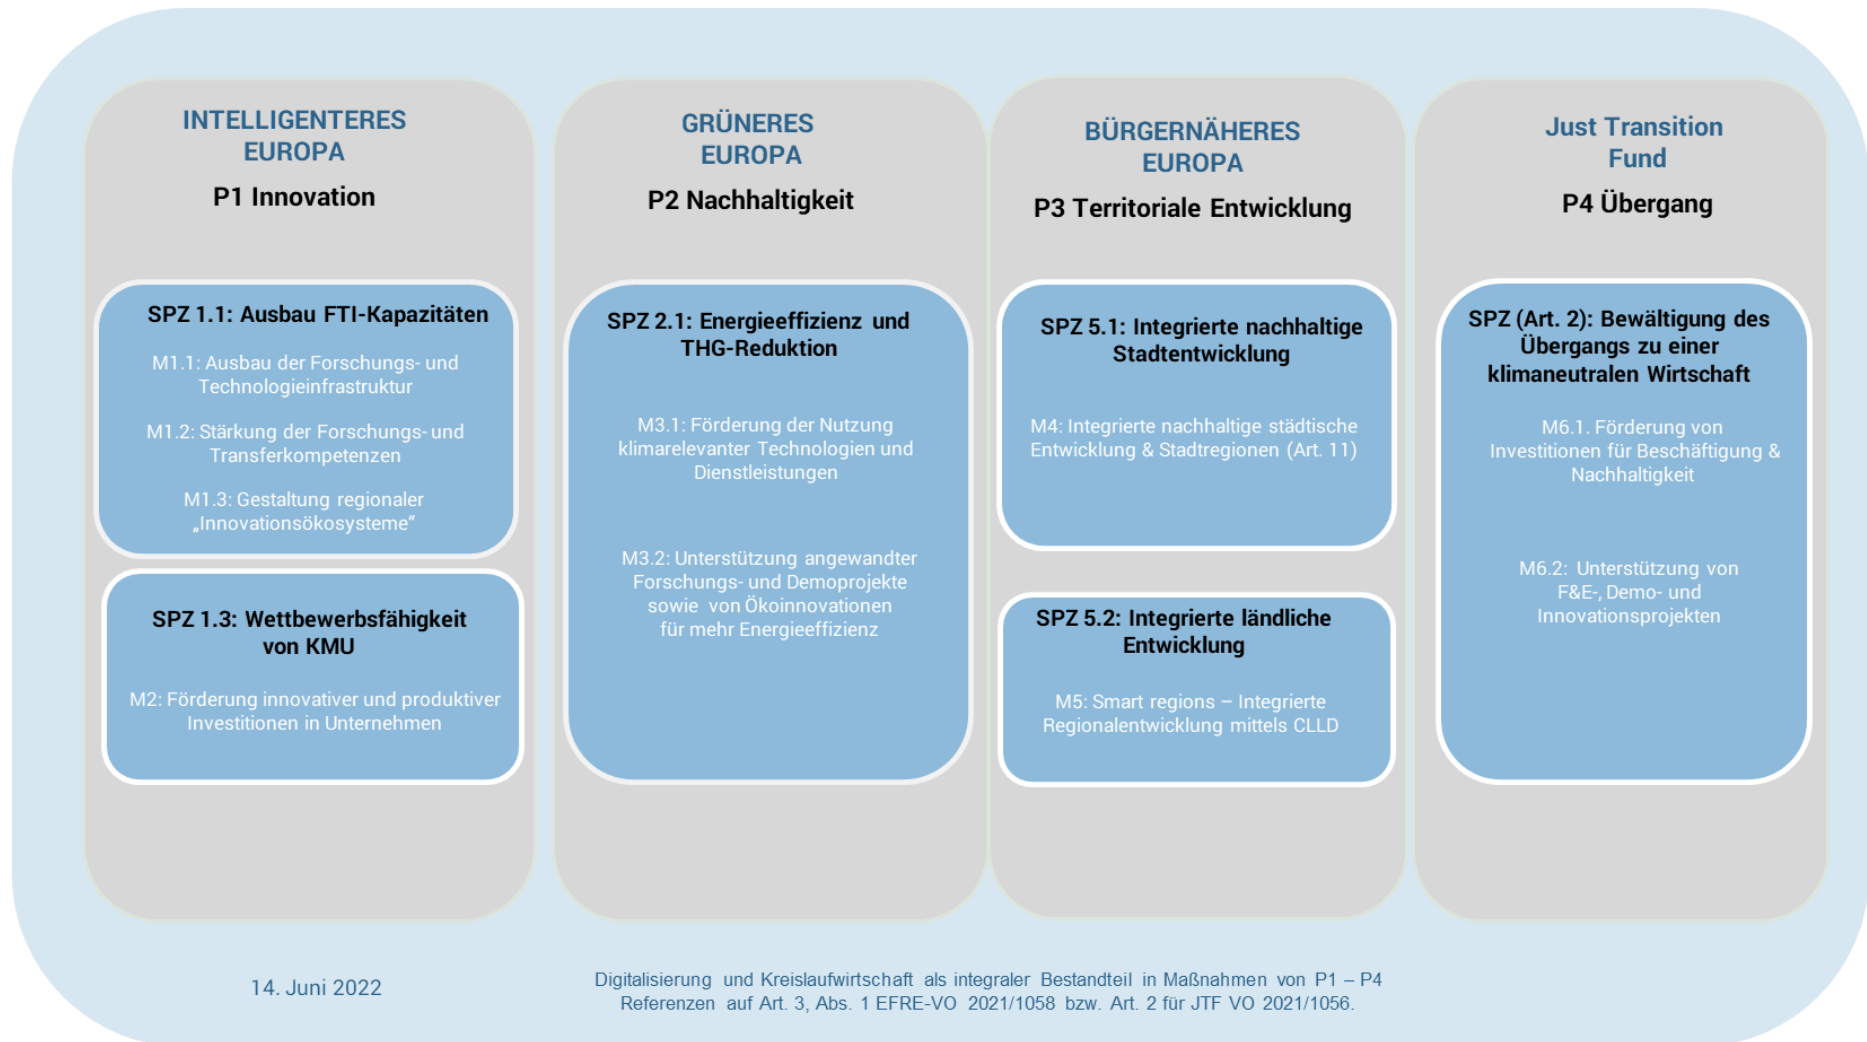 INTELLIGENTERES
EUROPA
P1 Innovation
SPZ 1.1: Ausbau FTI-Kapazitäten
M1.1: Ausbau der Forschungs- und
Technologieinfrastruktur
M1.2: Stärkung der Forschungs- und
Transferkompetenzen
M1.3: Gestaltung regionaler
„Innovationsökosysteme“
SPZ 1.3: Wettbewerbsfähigkeit
von KMU
M2: Förderung innovativer und produktiver
Investitionen in Unternehmen
GRÜNERES
EUROPA
P2 Nachhaltigkeit
SPZ 2.1: Energieeffizienz und
THG-Reduktion
M3.1: Förderung der Nutzung
klimarelevanter Technologien und
Dienstleistungen
M3.2: Unterstützung angewandter
Forschungs- und Demoprojekte
sowie von Ökoinnovationen
für mehr Energieeffizienz
BÜRGERNÄHERES
EUROPA
P3 Territoriale Entwicklung
SPZ 5.1: Integrierte nachhaltige
Stadtentwicklung
M4: Integrierte nachhaltige städtische
Entwicklung & Stadtregionen (Art. 11)
SPZ 5.2: Integrierte ländliche
Entwicklung
M5: Smart regions – Integrierte
Regionalentwicklung mittels CLLD
Just Transition
Fund
P4 Übergang
SPZ (Art. 2): Bewältigung des
Übergangs zu einer
klimaneutralen Wirtschaft
M6.1. Förderung von
Investitionen für Beschäftigung &
Nachhaltigkeit
M6.2: Unterstützung von
F&E-, Demo- und
Innovationsprojekten
14. Juni 2022
Digitalisierung und Kreislaufwirtschaft als integraler Bestandteil in Maßnahmen von P1 – P4
Referenzen auf Art. 3, Abs. 1 EFRE-VO 2021/1058 bzw. Art. 2 für JTF VO 2021/1056.